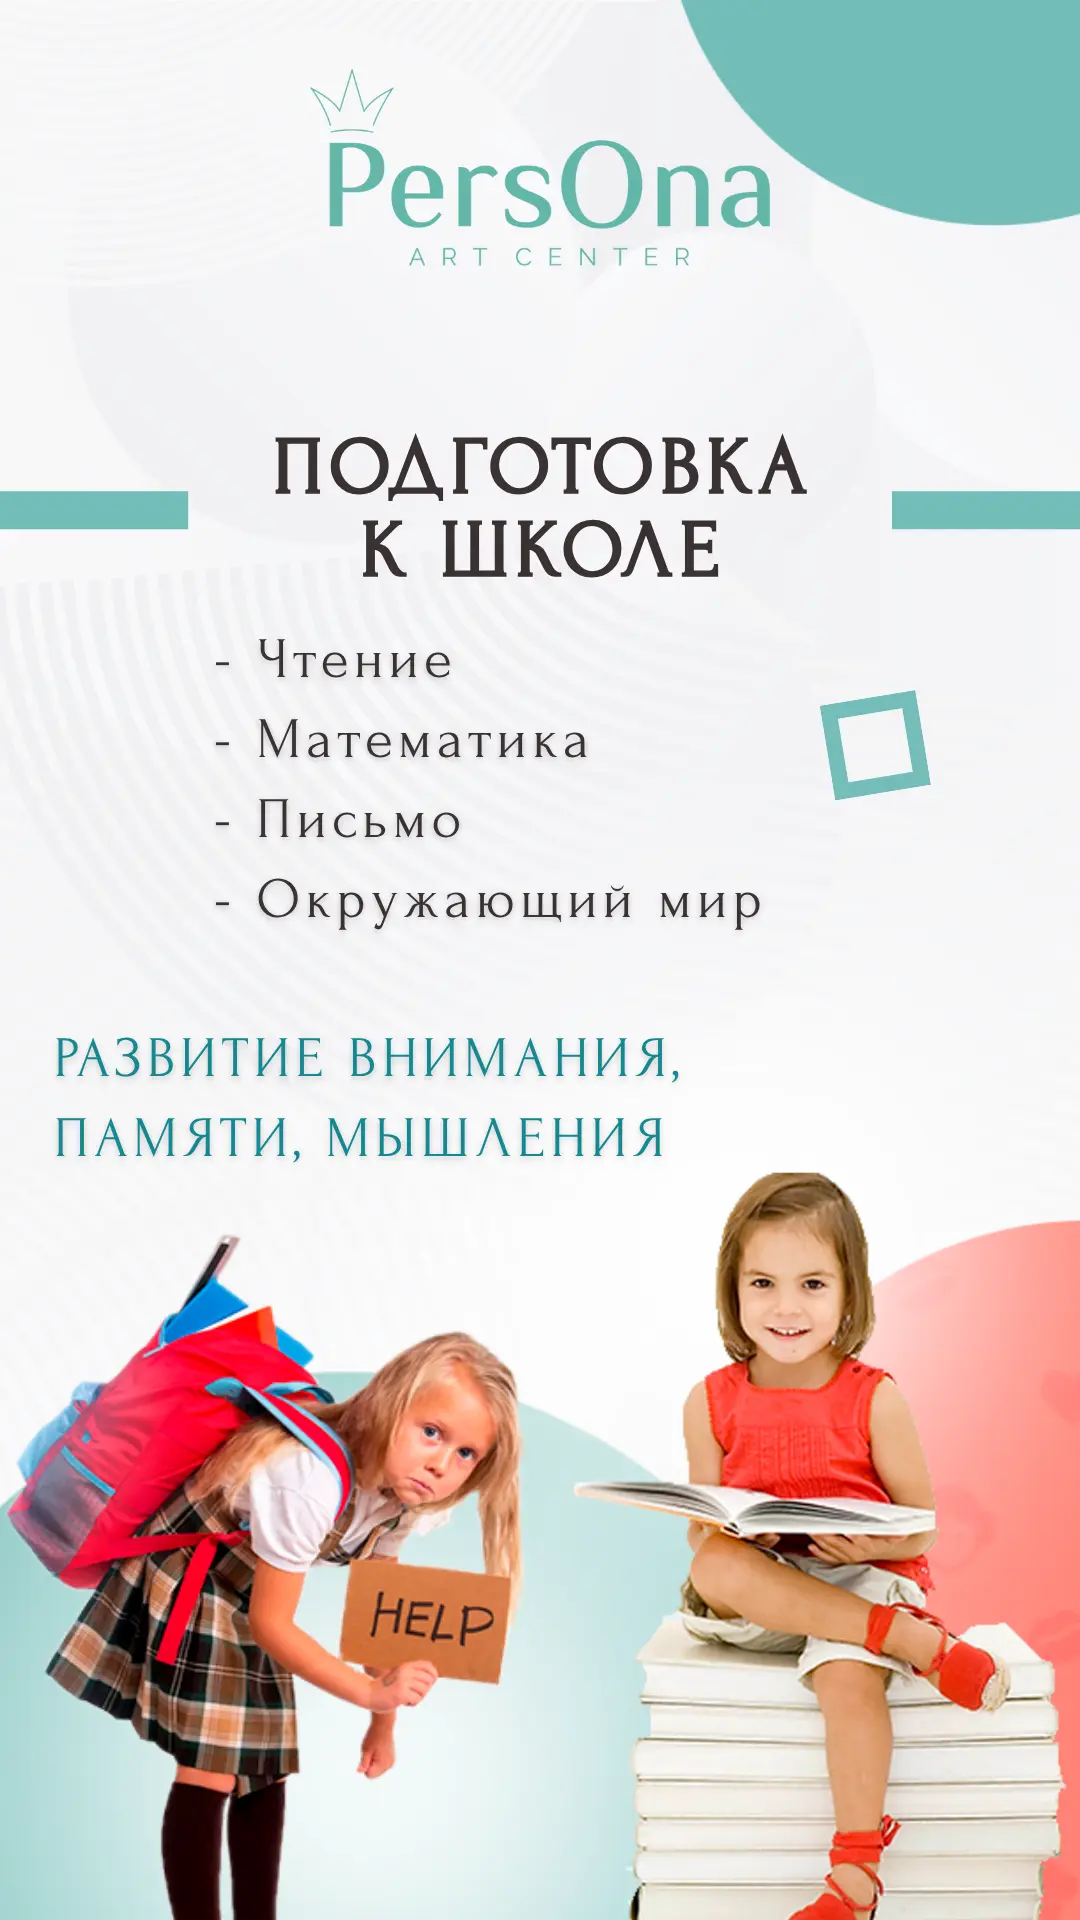 PersOna
ART CENTER
ПОДГОТОВКА
К ШКОЛЕ
- Чтение
- Математика
- Письмо
- Окружающий мир
РАЗВИТИЕ ВНИМАНИЯ,
ПАМЯТИ, МЫШЛЕНИЯ
HELP